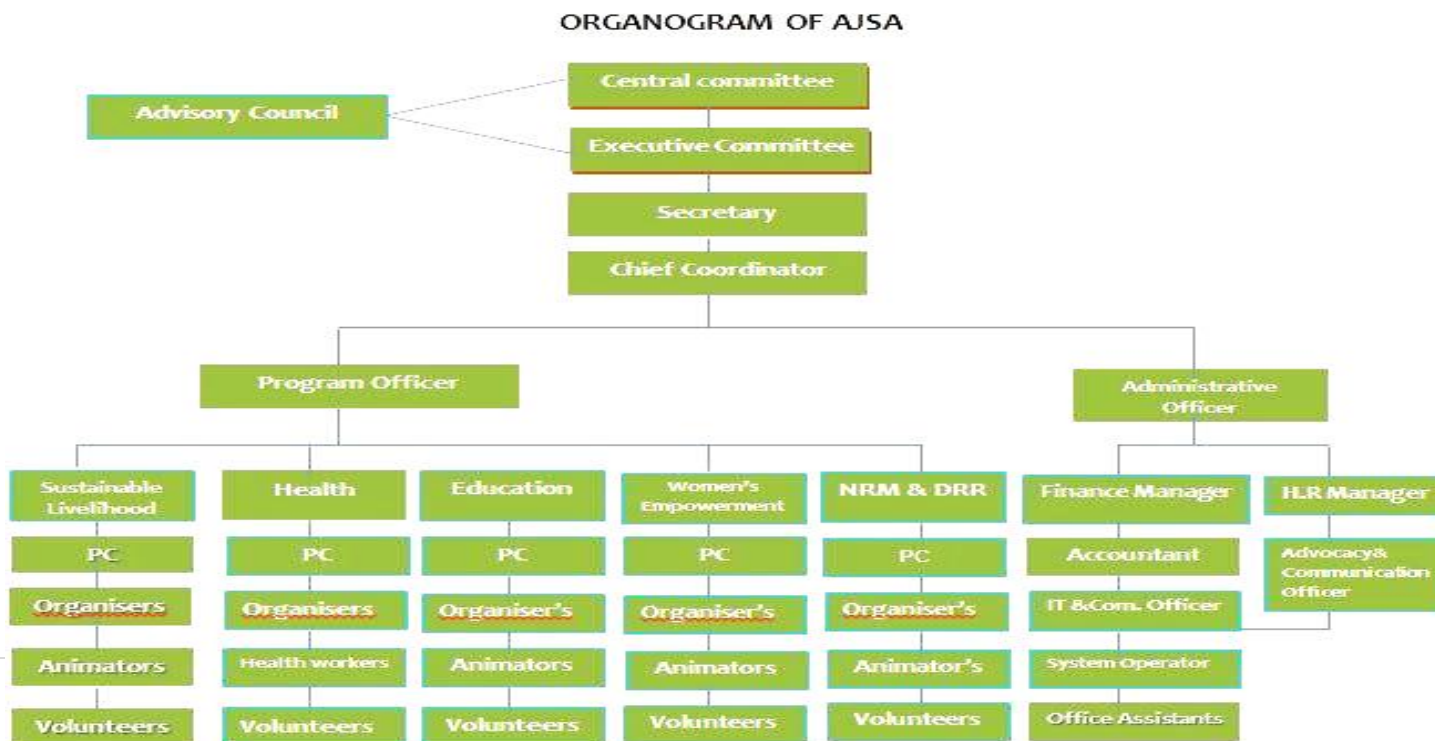 ORGANOGRAM OF AJSA
Central committee
Advisory Council
Executive Committee
Secretary
Chief Coordinator
Program Officer
Administrative
Officer
Sustainable
Livelihood
Health
Education
Women's
Empowerment
NRM & DRR
Finance Manager
H.R Manager
PC
PC
PC
PC
PC
Accountant
Advocacy&
Communication
Officer
Organisers
Organisers
Organiser's
Organiser's
Organiser's
IT &Com. Officer
Animators
Health workers
Animators
Animators
Animator's
System Operator
Volunteers
Volunteers
Volunteers
Volunteers
Volunteers
Office Assistants